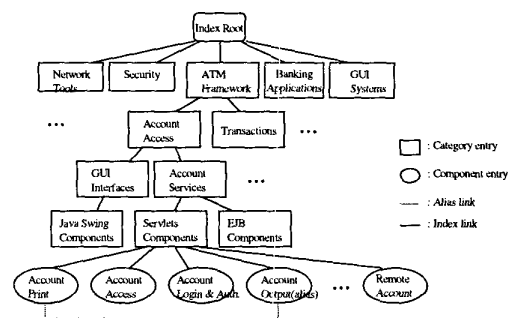 Index Root
Network Tools
Security
ATM Framework
Banking Applications
GUI Systems
...
Account Access
Transactions
...
: Category entry
GUI Interfaces
Account Services
...
: Component entry
: Alias link
Java Swing Components
Servlets Components
EJB Components
: Index link
Account Print
Account Access
Account Login & Auth.
Account Output(alias)
...
Remote Account